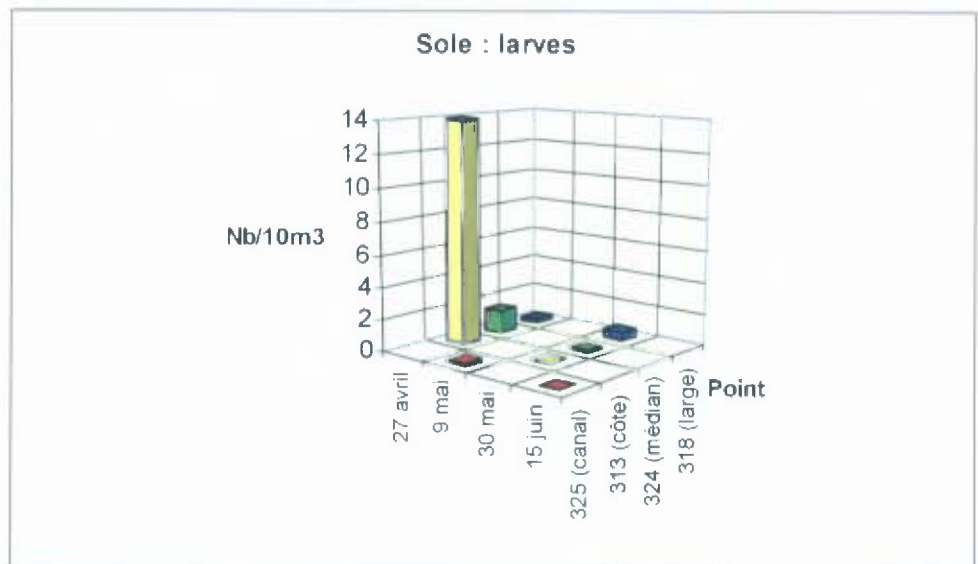 Sole : larves
14
12
10
8
6
4
2
0
Nb/10m3
27 avril
9 mai
30 mai
15 juin
325 (canal)
313 (côte)
324 (médian)
318 (large)
Point